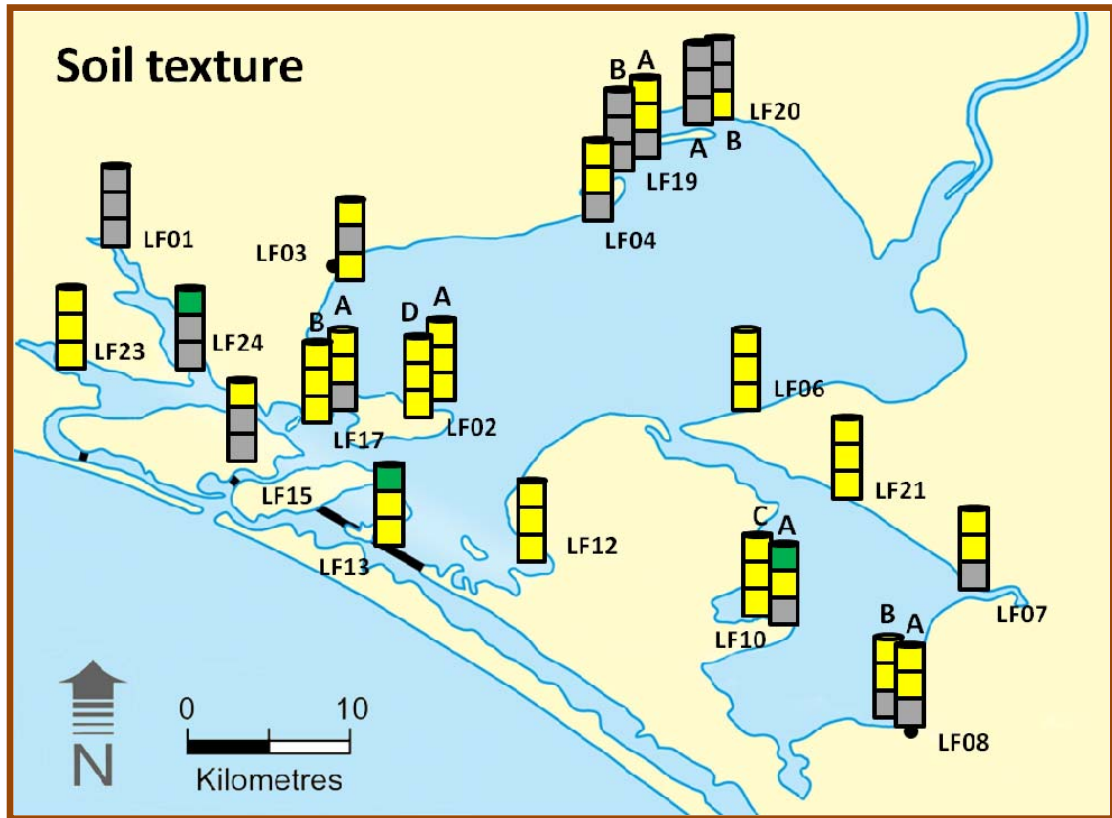 Soil texture
B
A
LF20
A
B
LF19
LF04
LF01
LF03
LF23
LF24
B
A
LF17
D
A
LF02
LF06
LF15
LF13
LF12
LF21
C
A
LF10
LF07
B
A
LF08
N
0
10
Kilometres